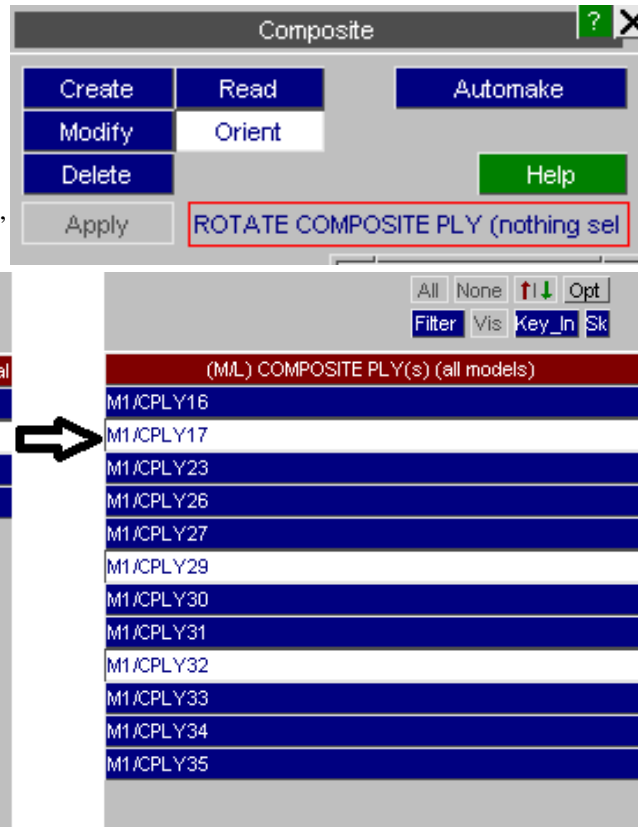 Composite ? X
Create Read Automake
Modify Orient
Delete Help
, Apply ROTATE COMPOSITE PLY (nothing sel
All None Opt
Filter Vis Key_In Sk
al (M/L) COMPOSITE PLY(s) (all models)
M1/CPLY16
M1/CPLY17
M1/CPLY23
M1/CPLY26
M1/CPLY27
M1/CPLY29
M1/CPLY30
M1/CPLY31
M1/CPLY32
M1/CPLY33
M1/CPLY34
M1/CPLY35